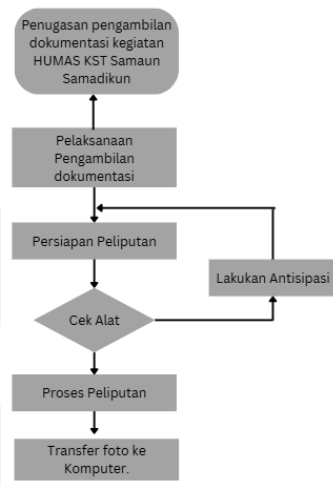 Penugasan pengambilan
dokumentasi kegiatan
HUMAS KST Samaun
Samadikun
Pelaksanaan
Pengambilan
dokumentasi
Persiapan Peliputan
Lakukan Antisipasi
Cek Alat
Proses Peliputan
Transfer foto ke
Komputer.